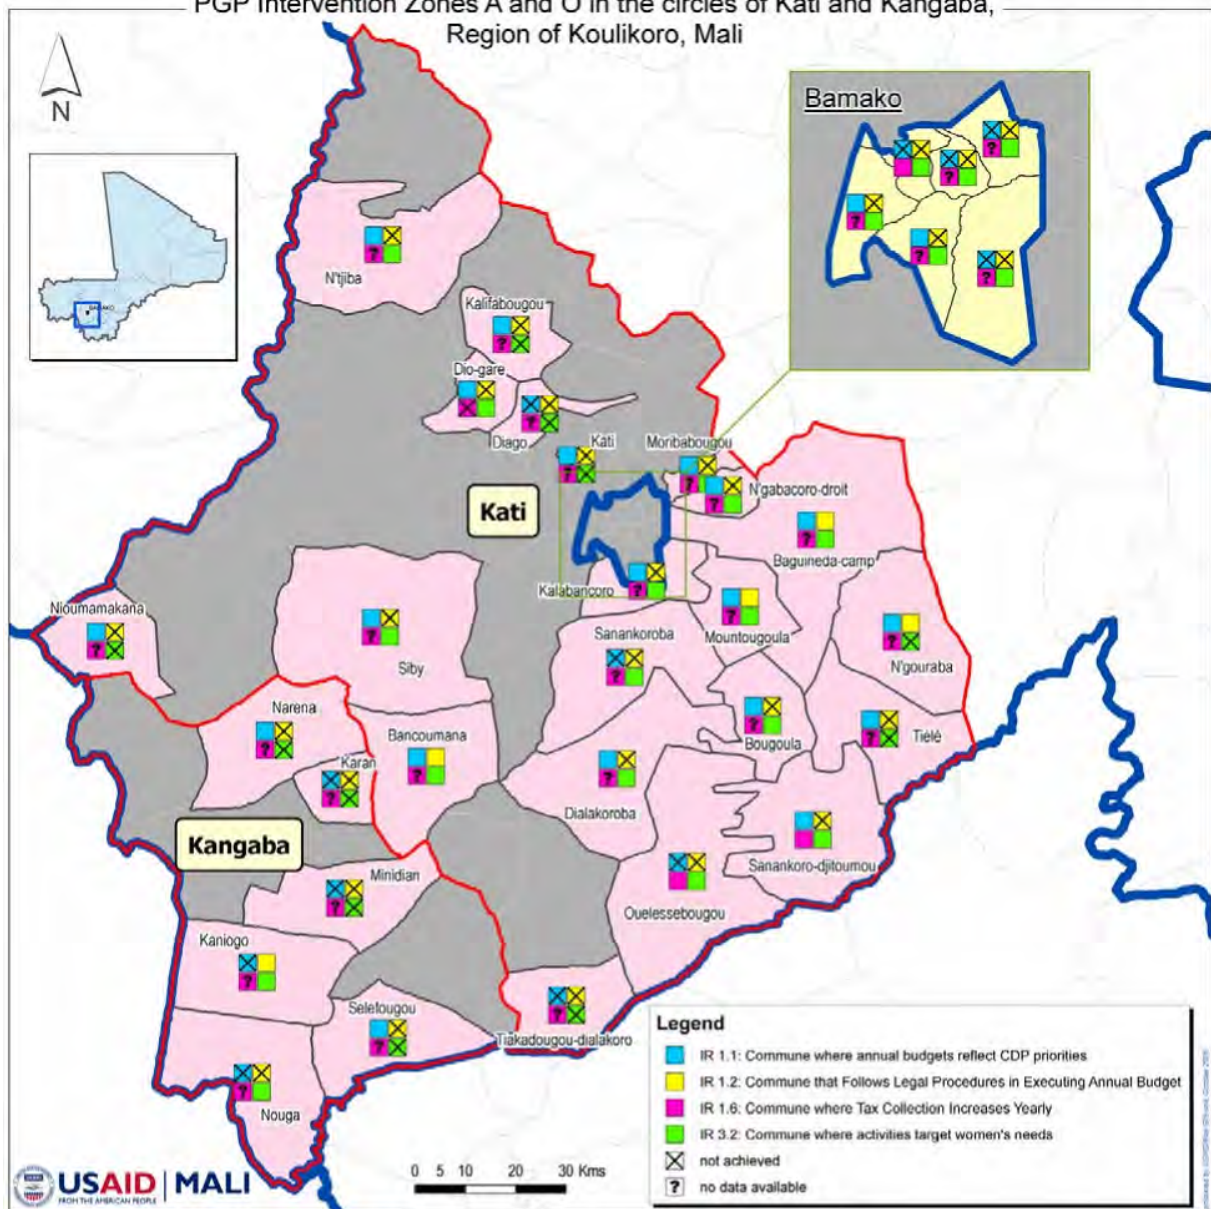 PGP Intervention Zones A and O in the circles of Kati and Kangaba,
Region of Koulikoro, Mali
N
Bamako
BAMAKO
N'tjiba
Kalifabougou
Dio-gare
Diago
Kati
Moribabougou
N'gabacoro-droit
Kati
Baguineda-camp
Kalabancoro
Nioumamakana
Sanankoroba
Mountougoula
N'gouraba
Siby
Narena
Bancoumana
Bougoula
Tiélé
Karan
Dialakoroba
Kangaba
Sanankoro-djitoumou
Minidian
Ouelessebougou
Kaniogo
Selefougou
Tiakadougou-dialakoro
Nouga
Legend
IR 1.1: Commune where annual budgets reflect CDP priorities
IR 1.2: Commune that Follows Legal Procedures in Executing Annual Budget
IR 1.6: Commune where Tax Collection Increases Yearly
IR 3.2: Commune where activities target women's needs
not achieved
? no data available
0 5 10 20 30 Kms
USAID | MALI
FROM THE AMERICAN PEOPLE